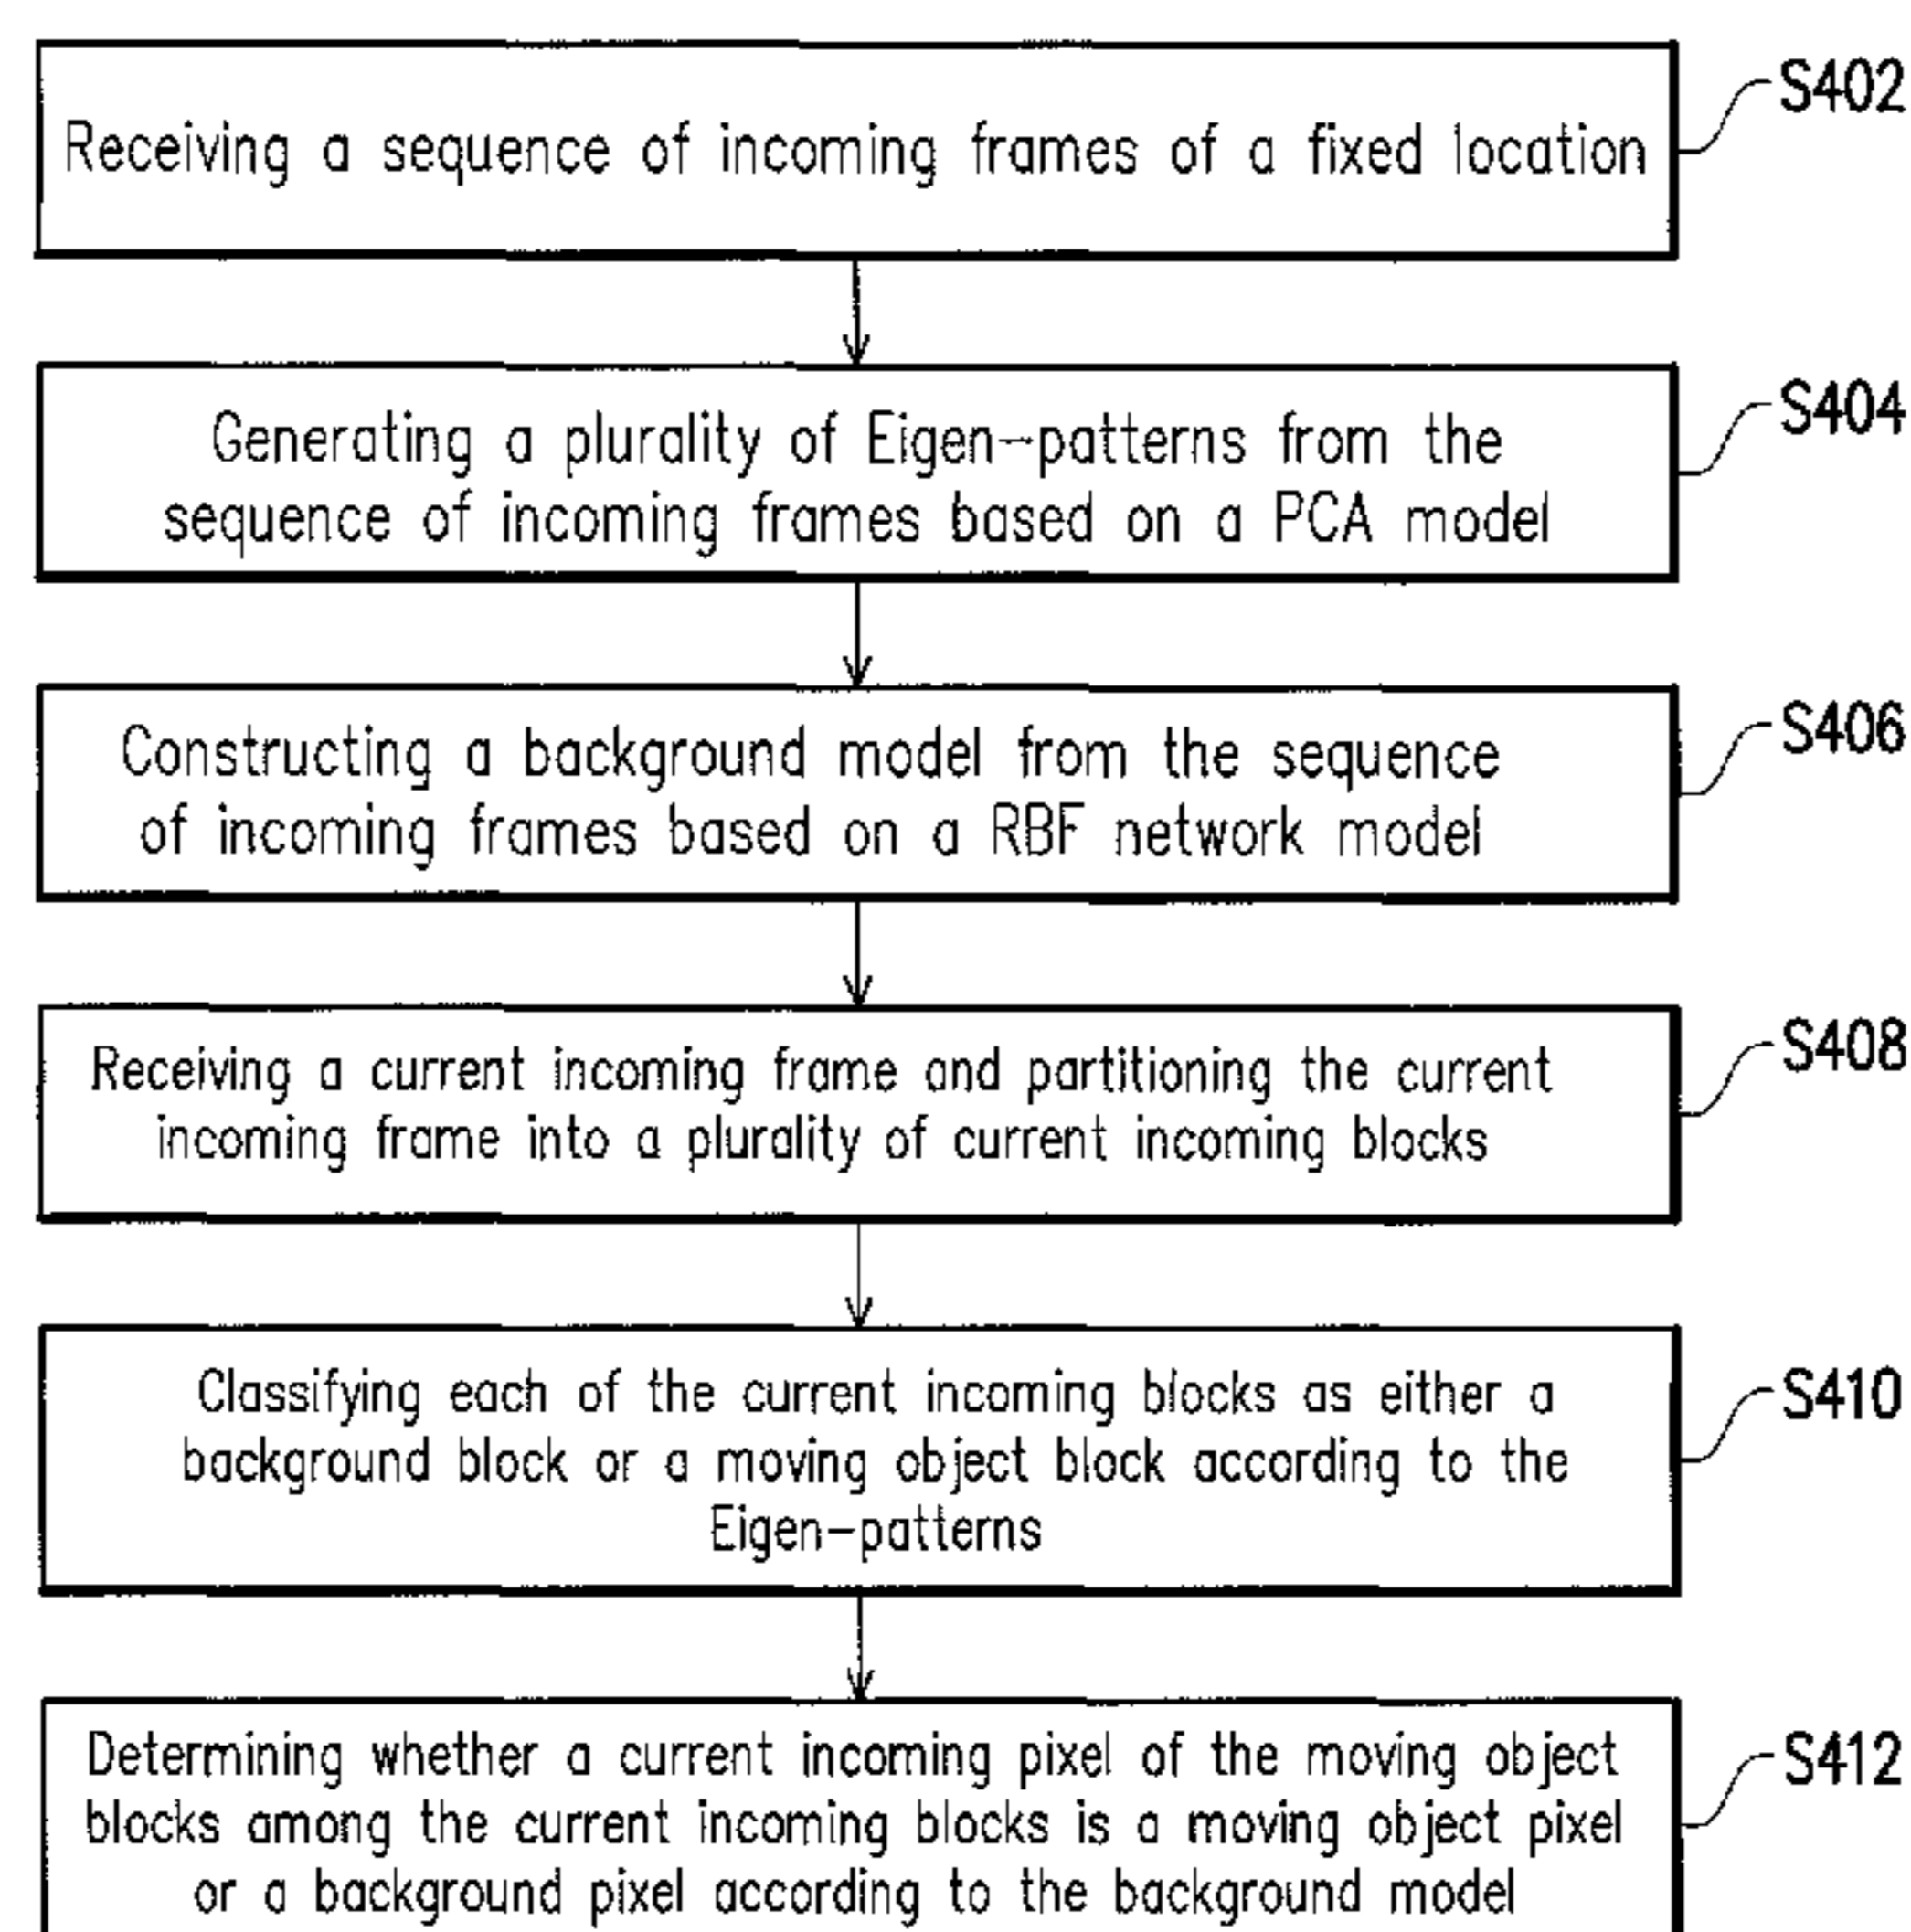 S402
Receiving a sequence of incoming frames of a fixed location
S404
Generating a plurality of Eigen-patterns from the
sequence of incoming frames based on a PCA model
S406
Constructing a background model from the sequence
of incoming frames based on a RBF network model
S408
Receiving a current incoming frame and partitioning the current
incoming frame into a plurality of current incoming blocks
S410
Classifying each of the current incoming blocks as either a
background block or a moving object block according to the
Eigen-patterns
S412
Determining whether a current incoming pixel of the moving object
blocks among the current incoming blocks is a moving object pixel
or a background pixel according to the background model